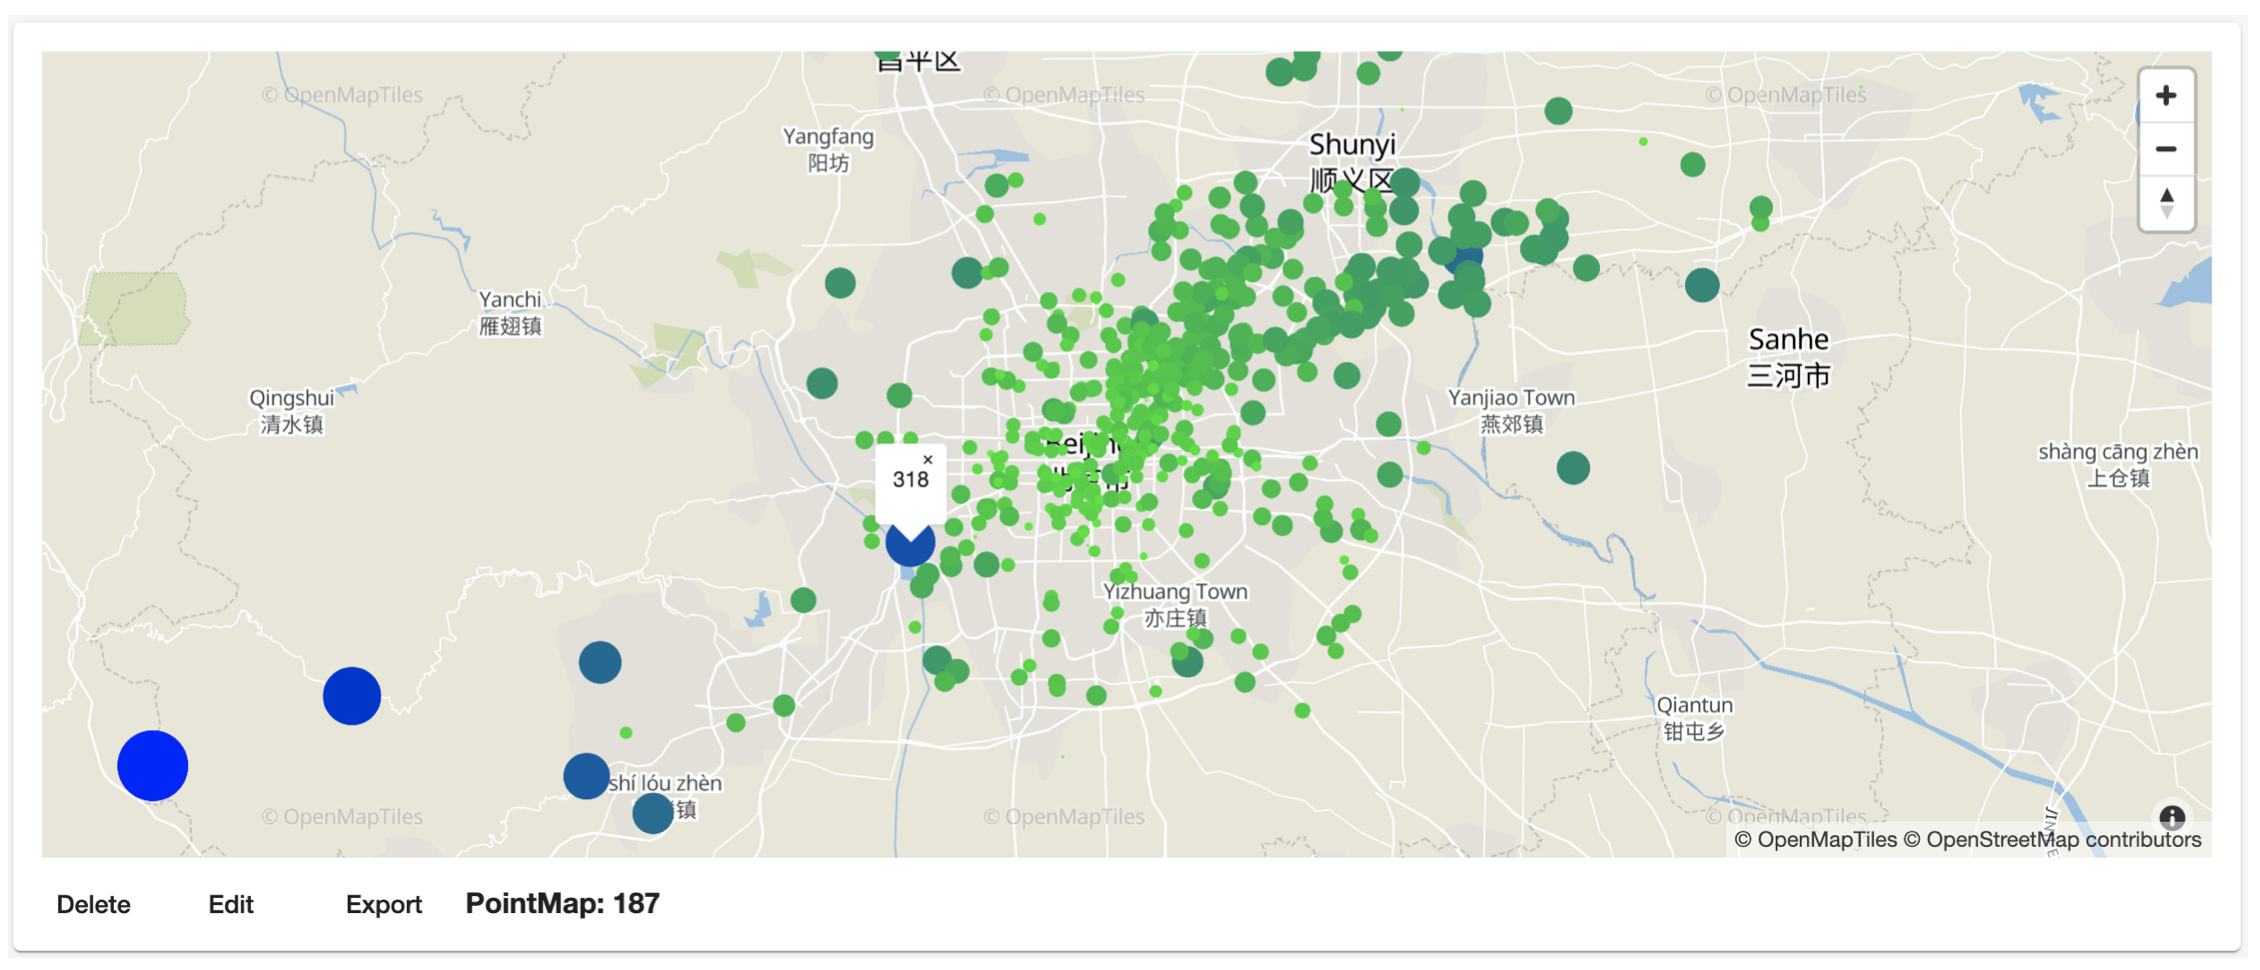 昌平区
© OpenMapTiles
© OpenMapTiles
© OpenMapTiles
Yangfang
阳坊
Shunyi
顺义区
Yanchi
雁翅镇
Sanhe
三河市
Qingshui
清水镇
Yanjiao Town
燕郊镇
shàng cāng zhèn
上仓镇
×
318
Yizhuang Town
亦庄镇
Qiantun
钳屯乡
shí lóu zhèn
镇
© OpenMapTiles
© OpenMapTiles
© OpenMapTiles
© OpenMapTiles © OpenStreetMap contributors
Delete
Edit
Export
PointMap: 187